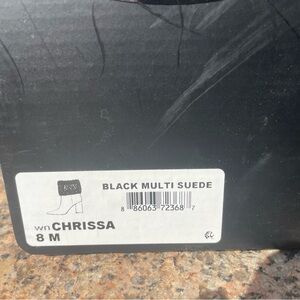 BLACK MULTI SUEDE
8 86063 72368 7
wn CHRISSA
8 M